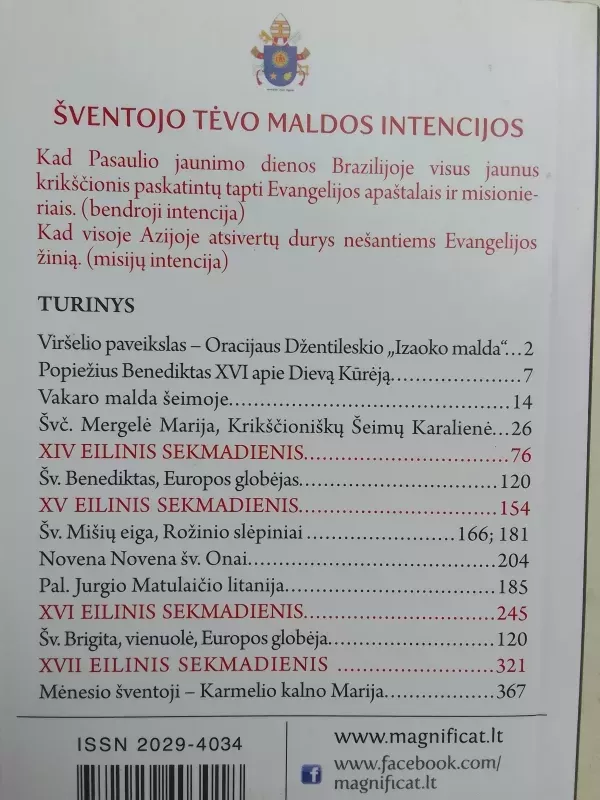 ŠVENTOJO TĖVO MALDOS INTENCIJOS
Kad Pasaulio jaunimo dienos Brazilijoje visus jaunus
krikščionis paskatintų tapti Evangelijos apaštalais ir misionie-
riais. (bendroji intencija)
Kad visoje Azijoje atsivertų durys nešantiems Evangelijos
žinią. (misijų intencija)
TURINYS
Viršelio paveikslas – Oracijaus Džentileskio „Izaoko malda“...2
Popiežius Benediktas XVI apie Dievą Kūrėją....................7
Vakaro malda šeimoje..........................................14
Švč. Mergelė Marija, Krikščioniškų Šeimų Karalienė...26
XIV EILINIS SEKMADIENIS..............................76
Šv. Benediktas, Europos globėjas..............................120
XV EILINIS SEKMADIENIS..............................154
Šv. Mišių eiga, Rožinio slėpiniai......................166; 181
Novena Novena šv. Onai......................................204
Pal. Jurgio Matulaičio litanija..................................185
XVI EILINIS SEKMADIENIS..............................245
Šv. Brigita, vienuolė, Europos globėja..........................120
XVII EILINIS SEKMADIENIS ..........................321
Mėnesio šventoji – Karmelio kalno Marija.................367
ISSN 2029-4034
www.magnificat.lt
www.facebook.com/
magnificat.lt